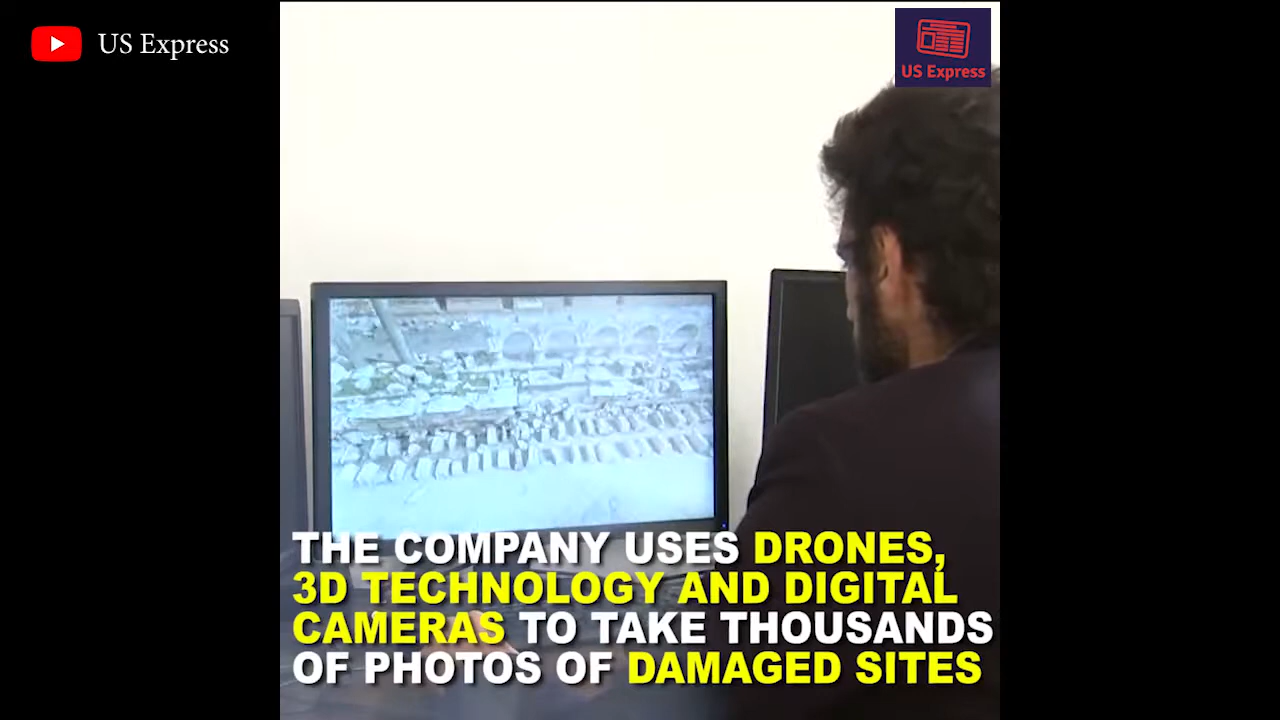 US Express
US Express
THE COMPANY USES DRONES,
3D TECHNOLOGY AND DIGITAL
CAMERAS TO TAKE THOUSANDS
OF PHOTOS OF DAMAGED SITES